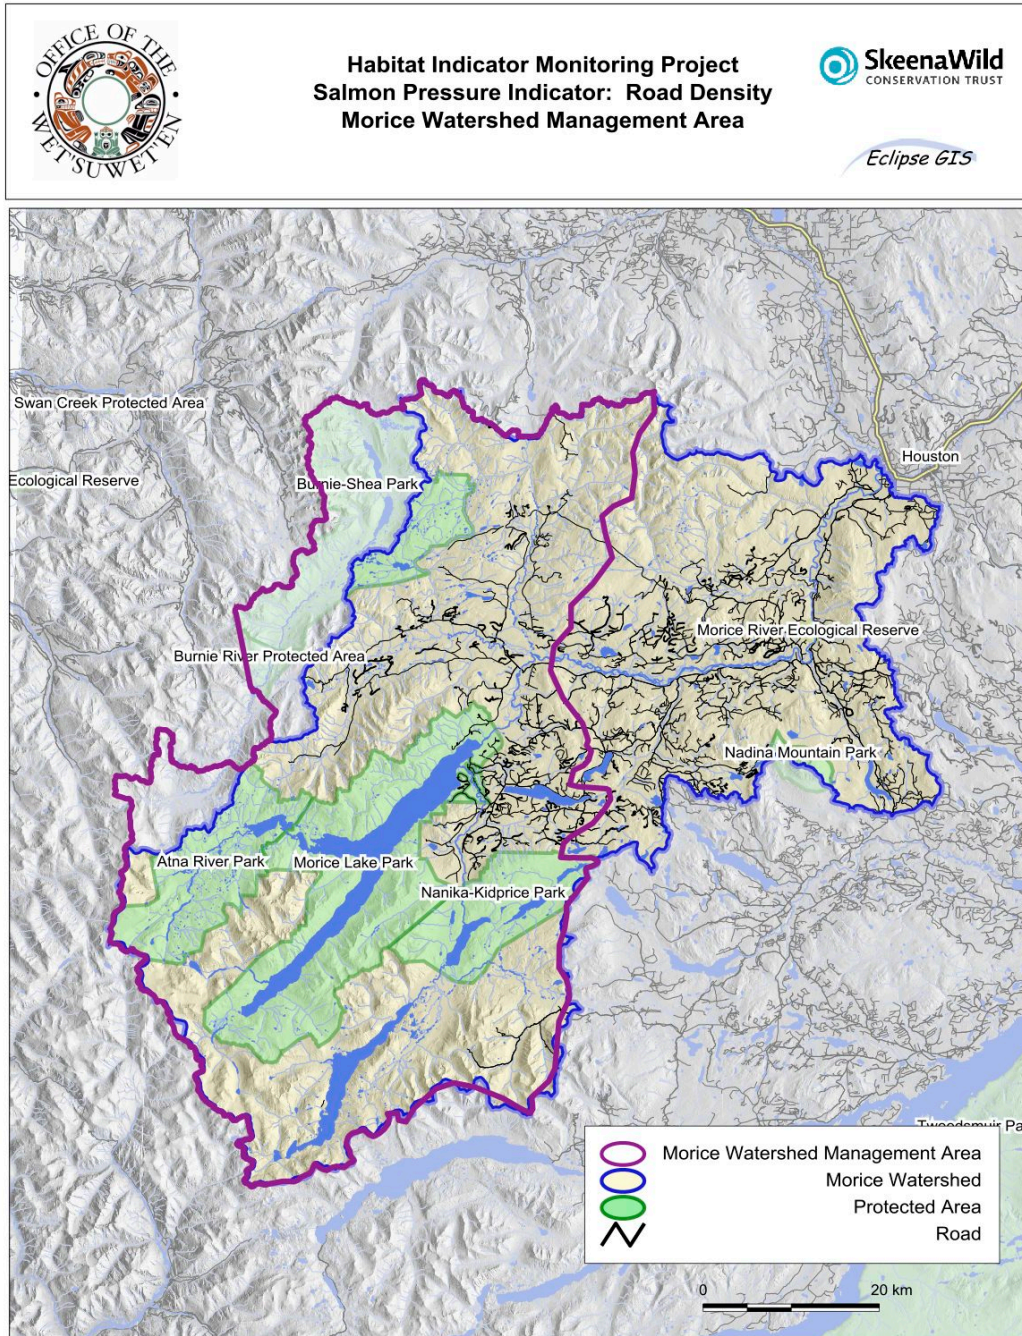 OFFICE OF THE
WET'SUWET'EN
Habitat Indicator Monitoring Project
Salmon Pressure Indicator: Road Density
Morice Watershed Management Area
SkeenaWild
CONSERVATION TRUST
Eclipse GIS
Swan Creek Protected Area
Houston
Ecological Reserve
Burnie-Shea Park
Morice River Ecological Reserve
Burnie River Protected Area
Nadina Mountain Park
Atna River Park
Morice Lake Park
Nanika-Kidprice Park
Tweedsmuir Pa
Morice Watershed Management Area
Morice Watershed
Protected Area
Road
0 20 km